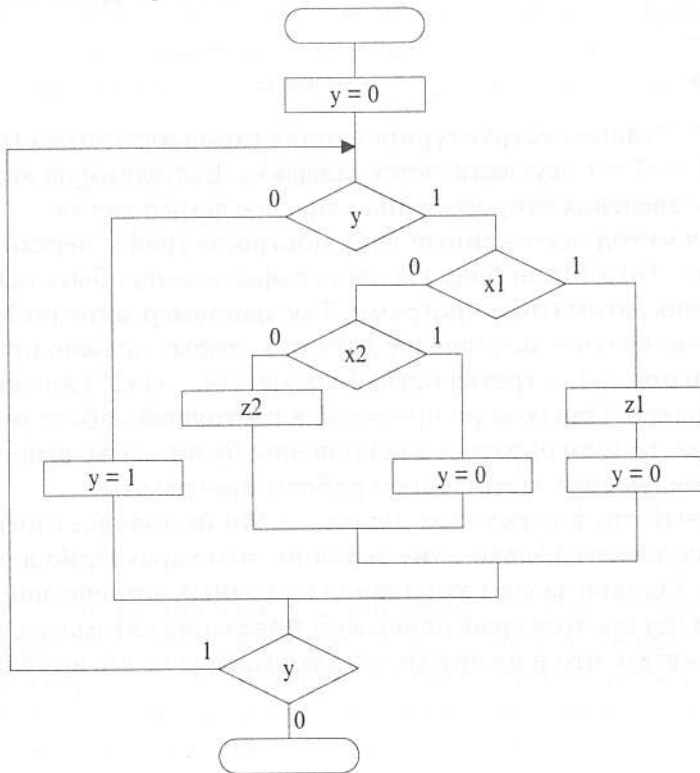 y = 0
0 1
y
0 1
x1
0 1
x2
z2 z1
y = 1 y = 0 y = 0
1
y
0